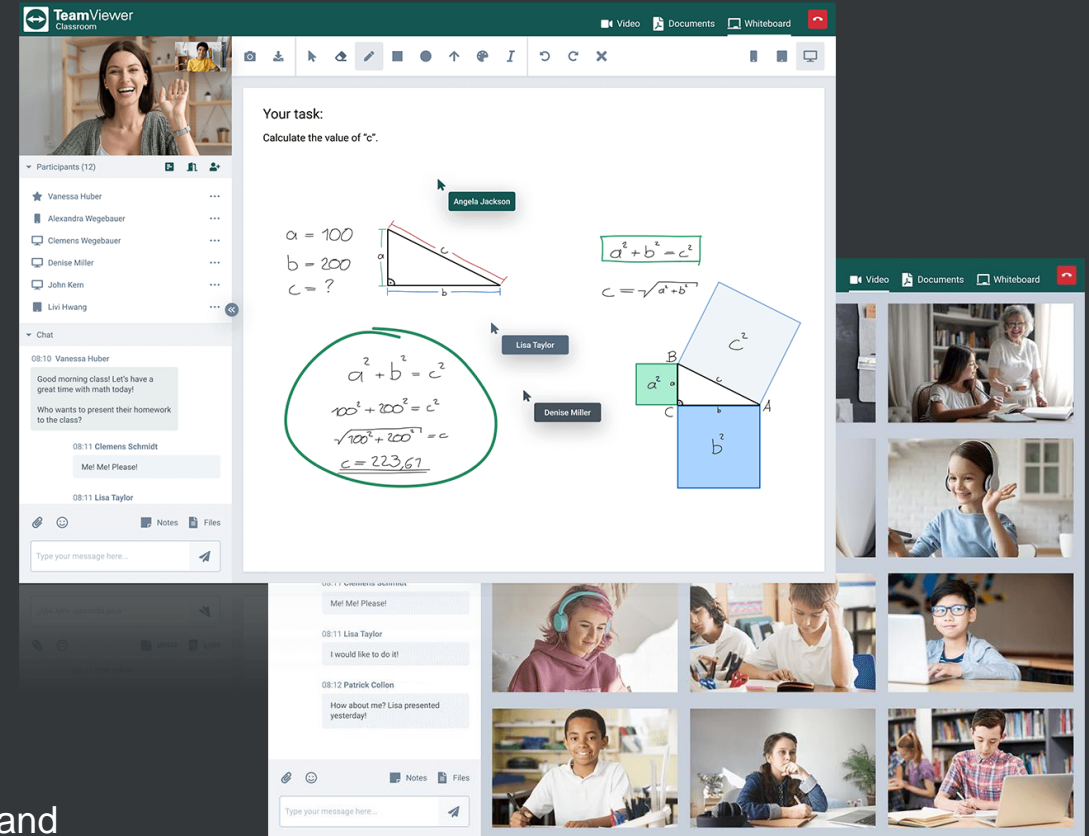 TeamViewer
Classroom
Video
Documents
Whiteboard
Participants (12)
Vanessa Huber
Alexandra Wegebauer
Clemens Wegebauer
Denise Miller
John Kern
Livi Hwang
Chat
08:10 Vanessa Huber
Good morning class! Let's have a
great time with math today!
Who wants to present their homework
to the class?
08:11 Clemens Schmidt
Me! Me! Please!
08:11 Lisa Taylor
Notes
Files
Type your message here...
Your task:
Calculate the value of “c”.
Angela Jackson
a = 100
b = 200
c = ?
a
c
b
a² + b² = c²
c = √a²+b²
Lisa Taylor
Denise Miller
a² + b² = c²
100² + 200² = c²
√100² + 200² = c
c = 223,61
c²
B
a²
a
c
C
b
A
b²
Video
Documents
Whiteboard
08:11 Clemens Schmidt
Me! Me! Please!
08:11 Lisa Taylor
I would like to do it!
08:12 Patrick Collon
How about me? Lisa presented
yesterday!
Notes
Files
Type your message here...
and